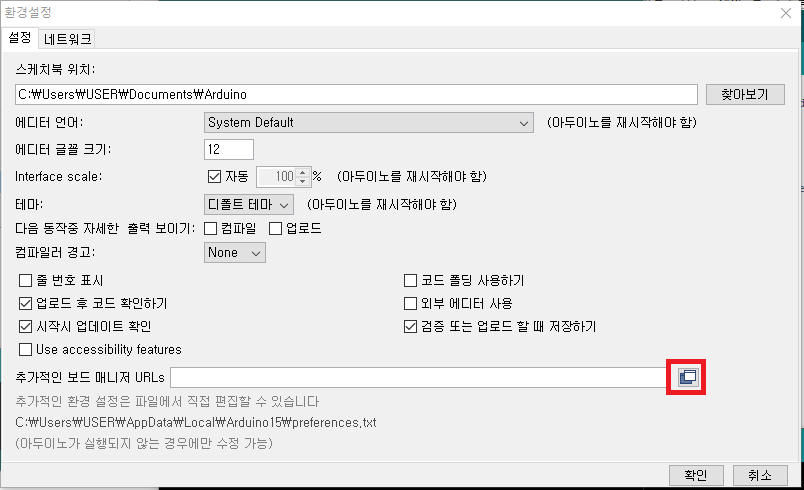 환경설정
설정 네트워크
스케치북 위치:
C:₩Users₩USER₩Documents₩Arduino 찾아보기
에디터 언어: System Default (아두이노를 재시작해야 함)
에디터 글꼴 크기: 12
Interface scale: 자동 100 % (아두이노를 재시작해야 함)
테마: 디폴트 테마 (아두이노를 재시작해야 함)
다음 동작중 자세한 출력 보이기: 컴파일 업로드
컴파일러 경고: None
줄 번호 표시 코드 폴딩 사용하기
업로드 후 코드 확인하기 외부 에디터 사용
시작시 업데이트 확인 검증 또는 업로드 할 때 저장하기
Use accessibility features
추가적인 보드 매니저 URLs
추가적인 환경 설정은 파일에서 직접 편집할 수 있습니다
C:₩Users₩USER₩AppData₩Local₩Arduino15₩preferences.txt
(아두이노가 실행되지 않는 경우에만 수정 가능)
확인 취소